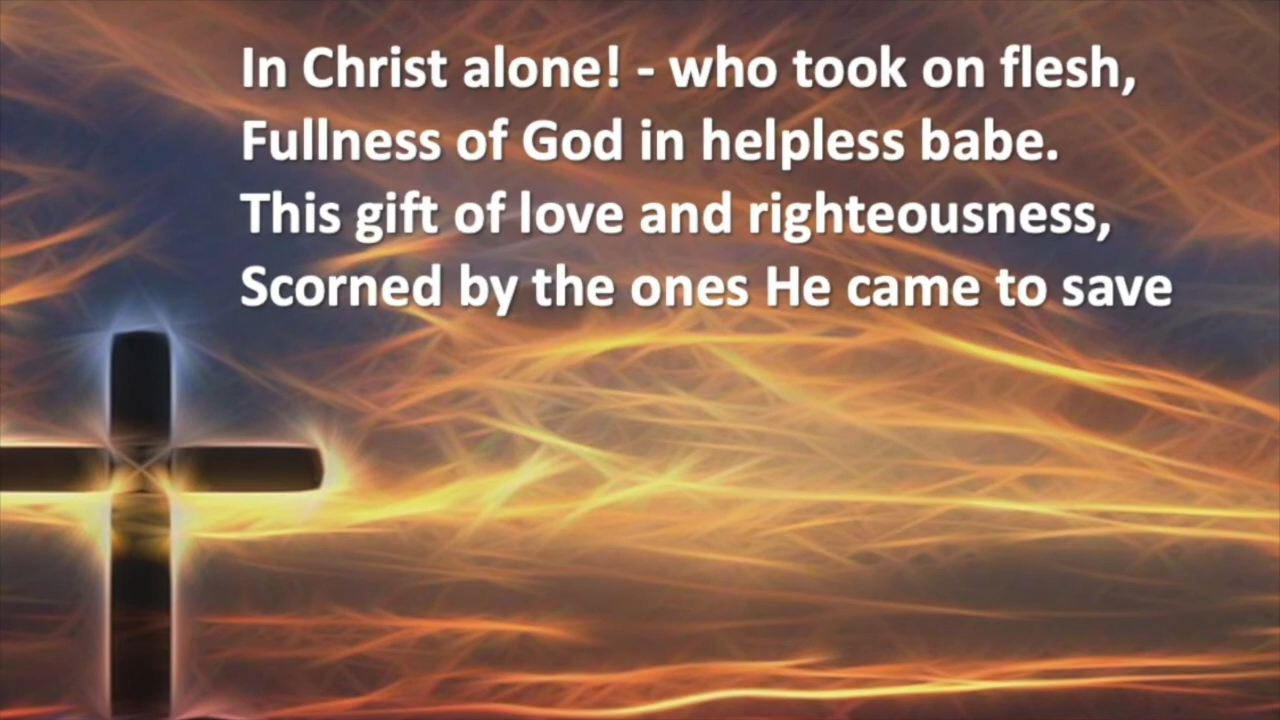 In Christ alone! - who took on flesh,
Fullness of God in helpless babe.
This gift of love and righteousness,
Scorned by the ones He came to save